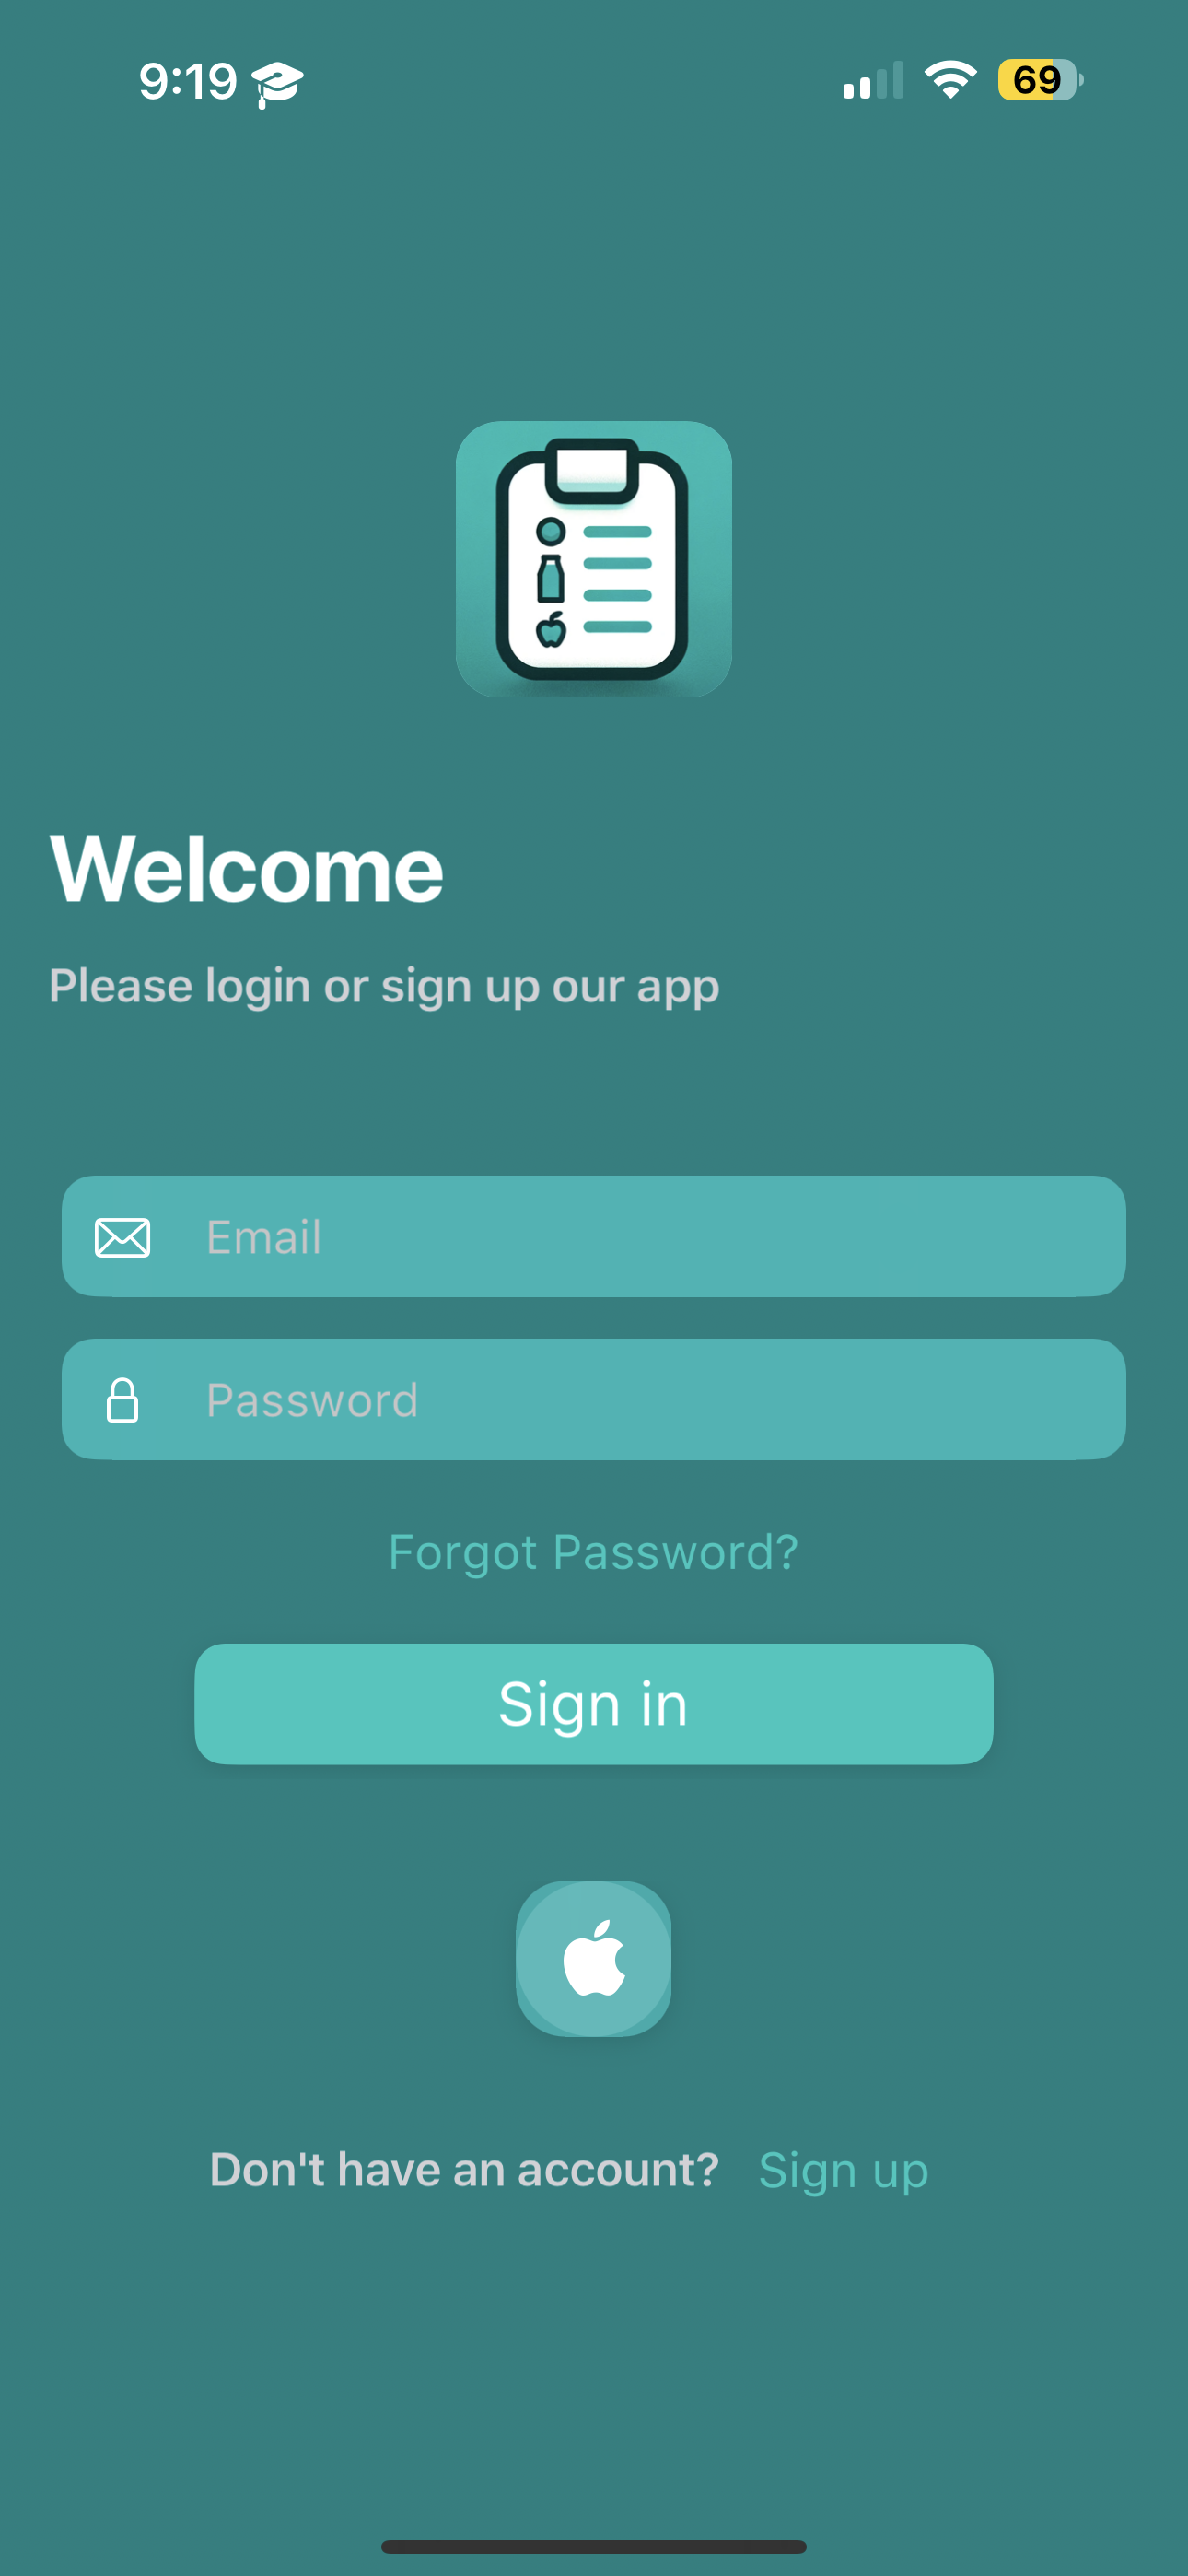 9:19
69
Welcome
Please login or sign up our app
Email
Password
Forgot Password?
Sign in
Don't have an account? Sign up